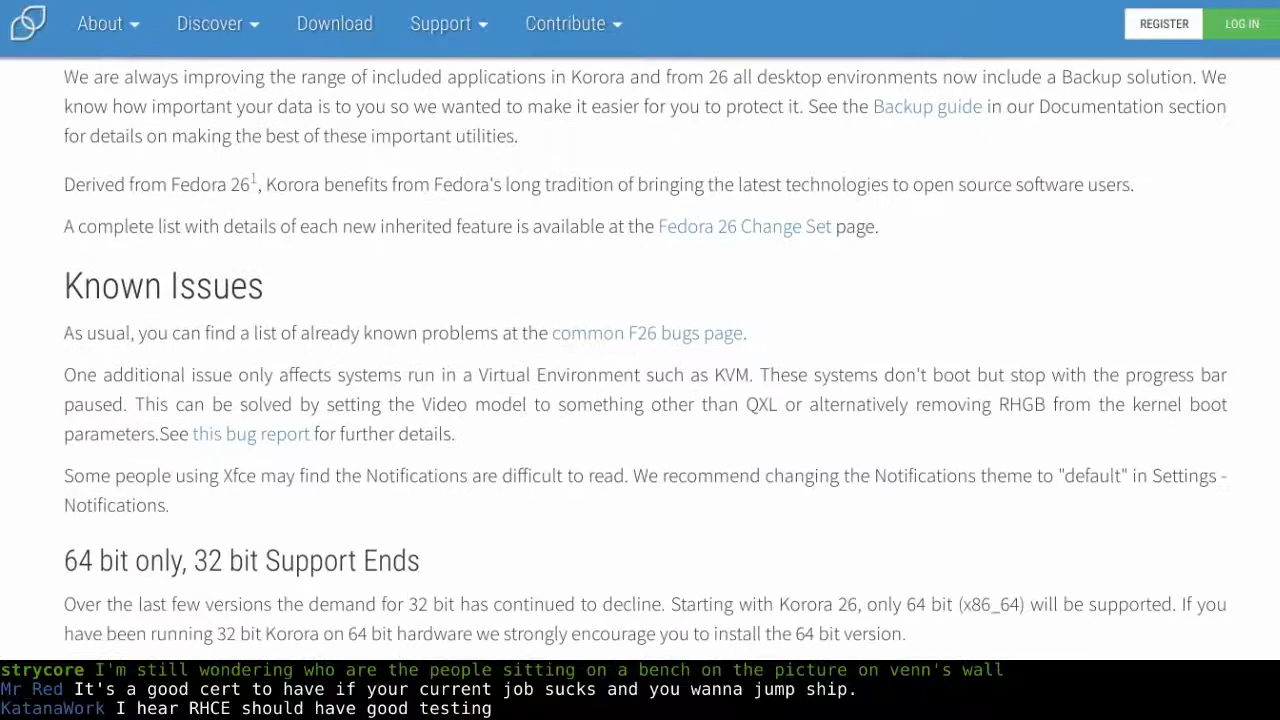 About Discover Download Support Contribute REGISTER LOG IN
We are always improving the range of included applications in Korora and from 26 all desktop environments now include a Backup solution. We
know how important your data is to you so we wanted to make it easier for you to protect it. See the Backup guide in our Documentation section
for details on making the best of these important utilities.
Derived from Fedora 26¹, Korora benefits from Fedora's long tradition of bringing the latest technologies to open source software users.
A complete list with details of each new inherited feature is available at the Fedora 26 Change Set page.
Known Issues
As usual, you can find a list of already known problems at the common F26 bugs page.
One additional issue only affects systems run in a Virtual Environment such as KVM. These systems don't boot but stop with the progress bar
paused. This can be solved by setting the Video model to something other than QXL or alternatively removing RHGB from the kernel boot
parameters.See this bug report for further details.
Some people using Xfce may find the Notifications are difficult to read. We recommend changing the Notifications theme to "default" in Settings -
Notifications.
64 bit only, 32 bit Support Ends
Over the last few versions the demand for 32 bit has continued to decline. Starting with Korora 26, only 64 bit (x86_64) will be supported. If you
have been running 32 bit Korora on 64 bit hardware we strongly encourage you to install the 64 bit version.
strycore I'm still wondering who are the people sitting on a bench on the picture on venn's wall
Mr_Red It's a good cert to have if your current job sucks and you wanna jump ship.
KatanaWork I hear RHCE should have good testing